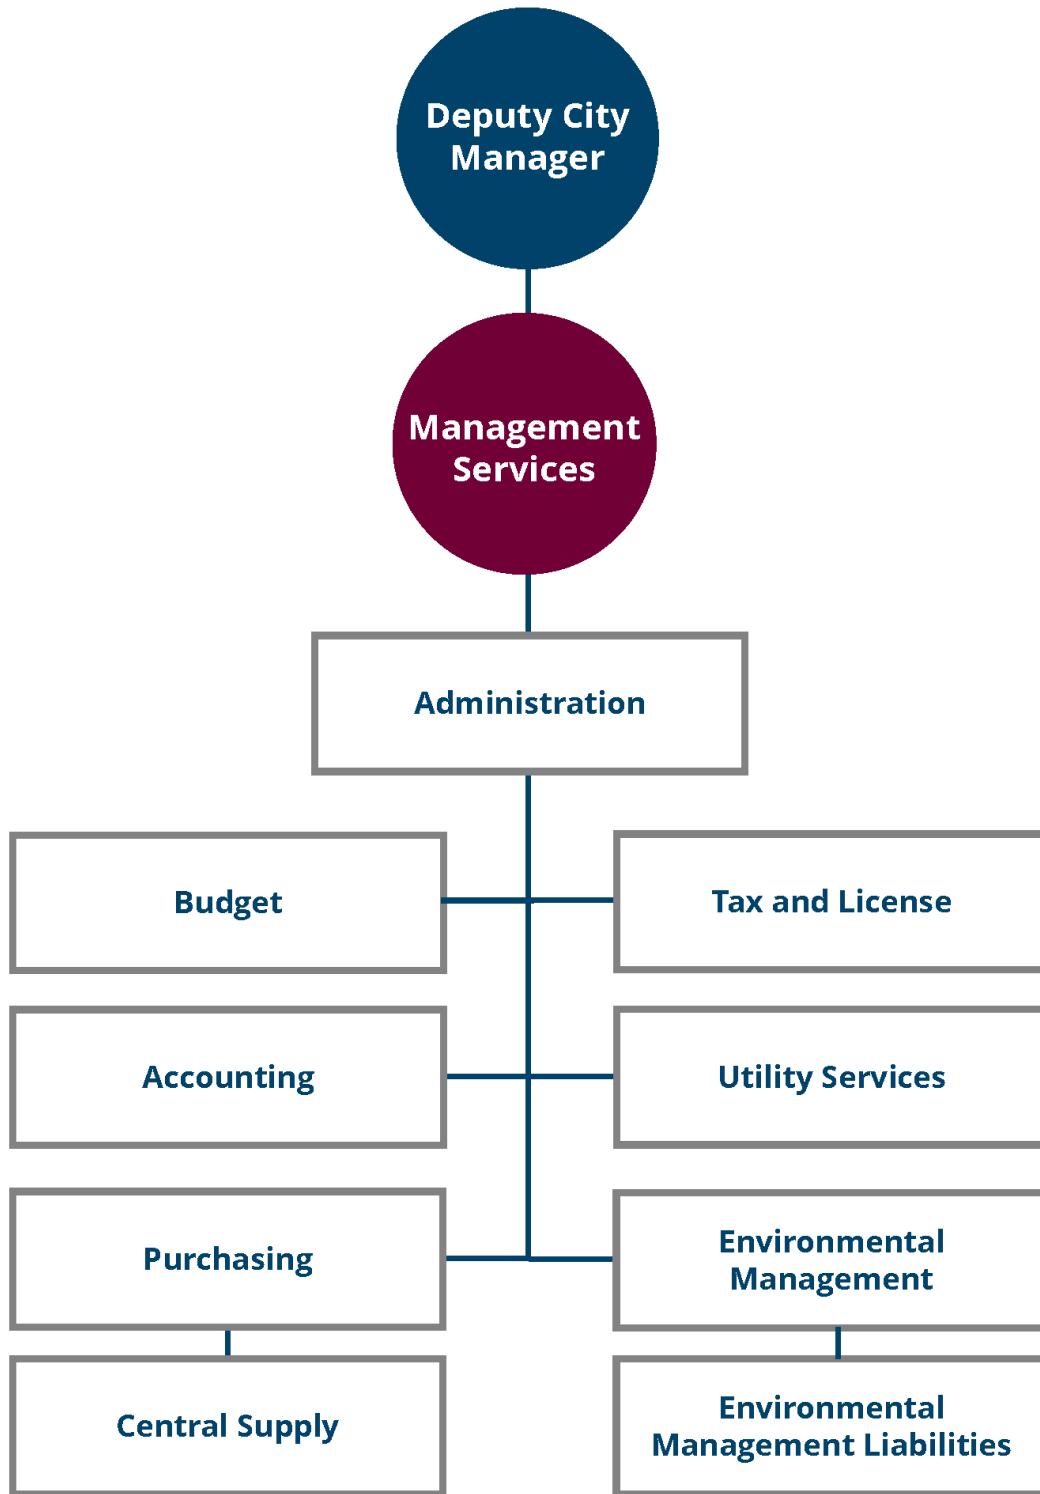 Deputy City
Manager
Management
Services
Administration
Budget
Tax and License
Accounting
Utility Services
Purchasing
Environmental
Management
Central Supply
Environmental
Management Liabilities